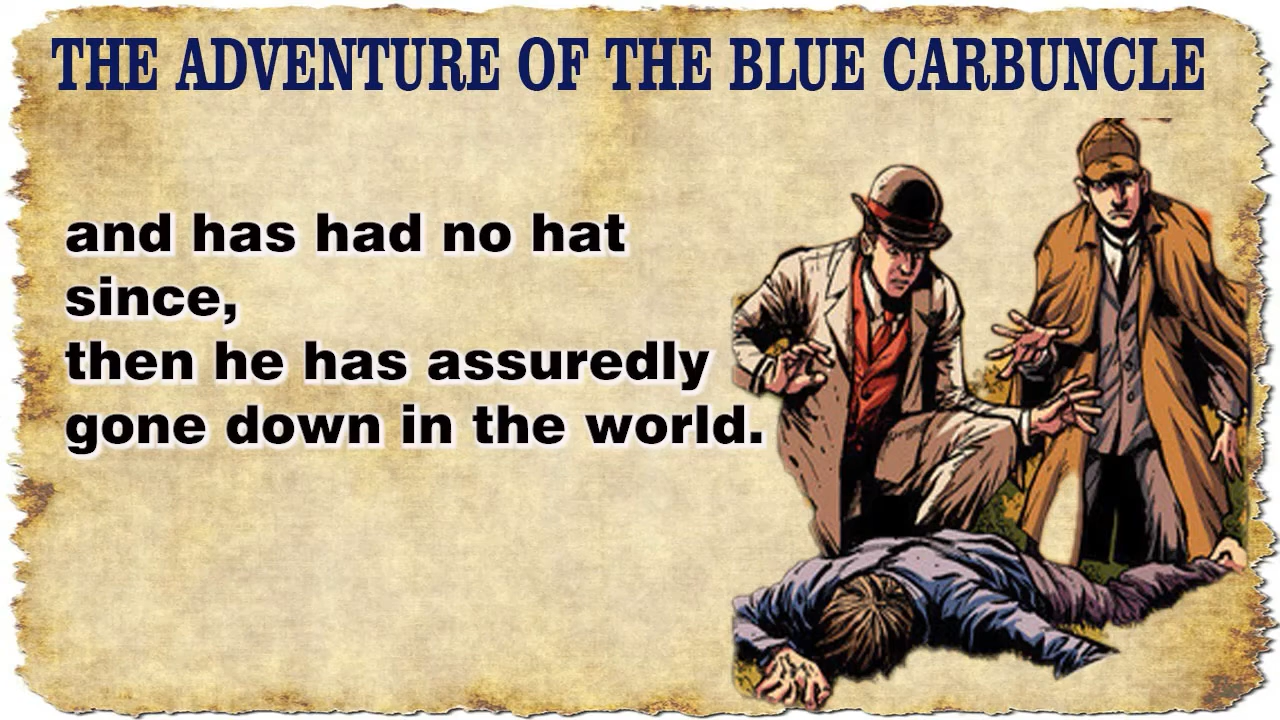 THE ADVENTURE OF THE BLUE CARBUNCLE
and has had no hat
since,
then he has assuredly
gone down in the world.